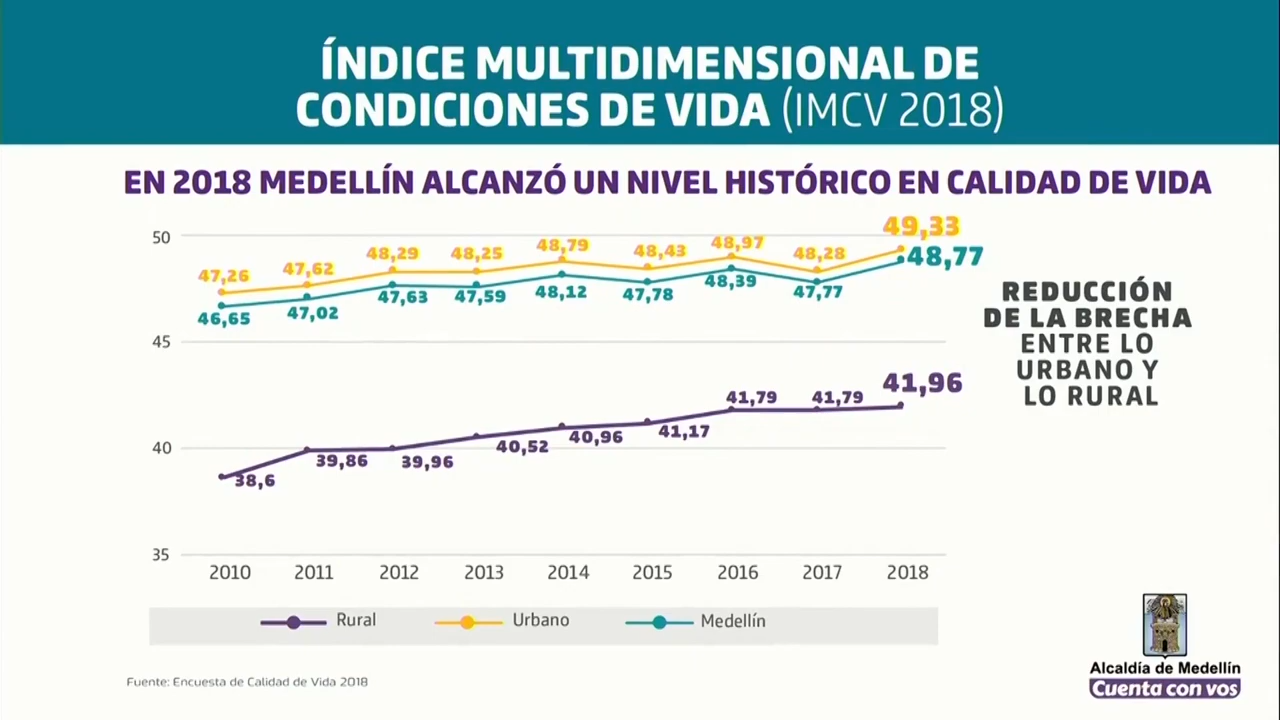 ÍNDICE MULTIDIMENSIONAL DE
CONDICIONES DE VIDA (IMCV 2018)
EN 2018 MEDELLÍN ALCANZÓ UN NIVEL HISTÓRICO EN CALIDAD DE VIDA
50
45
40
35
47,26
47,62
48,29
48,25
48,79
48,43
48,97
48,28
49,33
46,65
47,02
47,63
47,59
48,12
47,78
48,39
47,77
48,77
38,6
39,86
39,96
40,52
40,96
41,17
41,79
41,79
41,96
REDUCCIÓN
DE LA BRECHA
ENTRE LO
URBANO Y
LO RURAL
2010 2011 2012 2013 2014 2015 2016 2017 2018
Rural Urbano Medellín
Fuente: Encuesta de Calidad de Vida 2018
Alcaldía de Medellín
Cuenta con vos